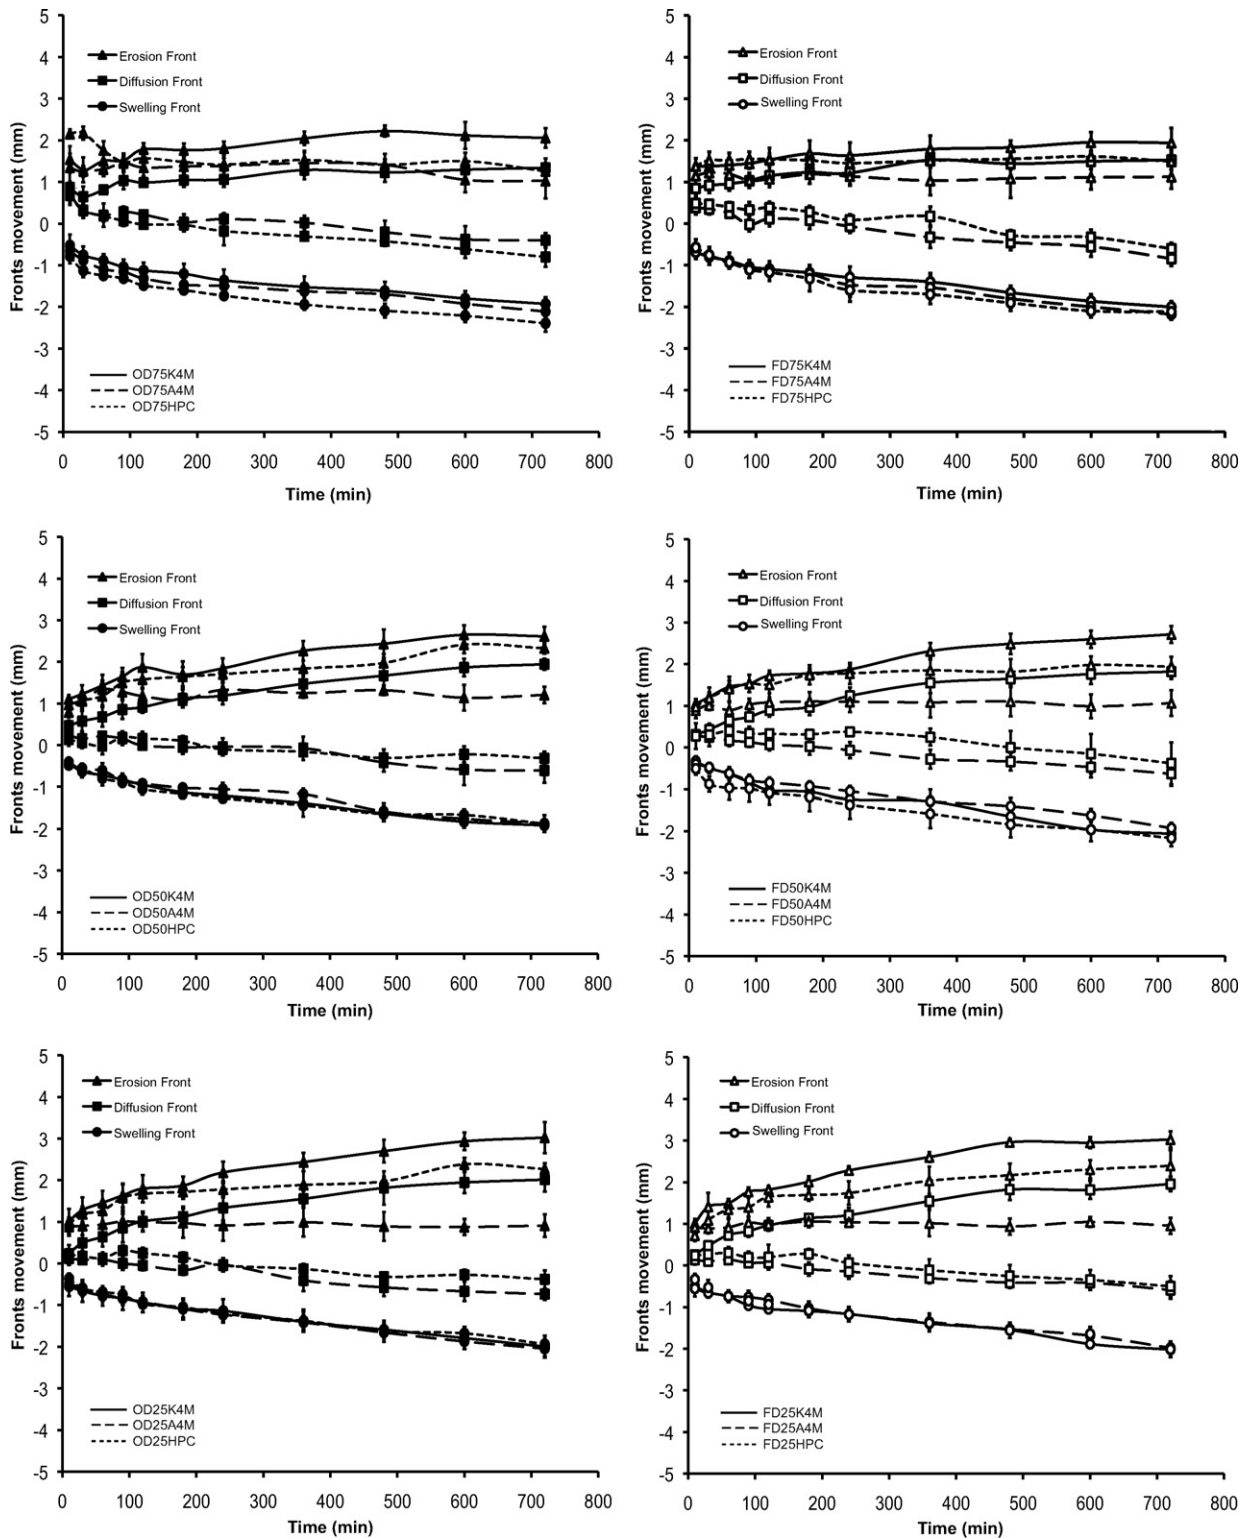 5
4
3
2
1
0
-1
-2
-3
-4
-5
Fronts movement (mm)
Erosion Front
Diffusion Front
Swelling Front
OD75K4M
OD75A4M
OD75HPC
0 100 200 300 400 500 600 700 800
Time (min)
5
4
3
2
1
0
-1
-2
-3
-4
-5
Fronts movement (mm)
Erosion Front
Diffusion Front
Swelling Front
FD75K4M
FD75A4M
FD75HPC
0 100 200 300 400 500 600 700 800
Time (min)
5
4
3
2
1
0
-1
-2
-3
-4
-5
Fronts movement (mm)
Erosion Front
Diffusion Front
Swelling Front
OD50K4M
OD50A4M
OD50HPC
0 100 200 300 400 500 600 700 800
Time (min)
5
4
3
2
1
0
-1
-2
-3
-4
-5
Fronts movement (mm)
Erosion Front
Diffusion Front
Swelling Front
FD50K4M
FD50A4M
FD50HPC
0 100 200 300 400 500 600 700 800
Time (min)
5
4
3
2
1
0
-1
-2
-3
-4
-5
Fronts movement (mm)
Erosion Front
Diffusion Front
Swelling Front
OD25K4M
OD25A4M
OD25HPC
0 100 200 300 400 500 600 700 800
Time (min)
5
4
3
2
1
0
-1
-2
-3
-4
-5
Fronts movement (mm)
Erosion Front
Diffusion Front
Swelling Front
FD25K4M
FD25A4M
FD25HPC
0 100 200 300 400 500 600 700 800
Time (min)